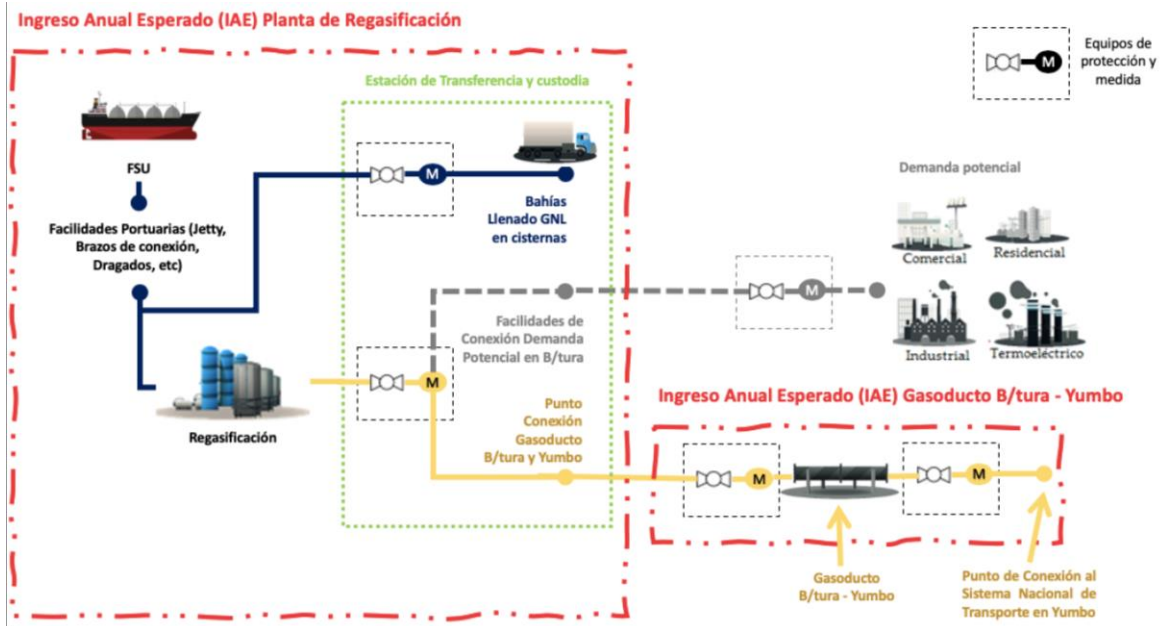 Ingreso Anual Esperado (IAE) Planta de Regasificación
Equipos de
protección y
medida
M
Estación de Transferencia y custodia
FSU
M
Bahías
Llenado GNL
en cisternas
Facilidades Portuarias (Jetty,
Brazos de conexión,
Dragados, etc)
Demanda potencial
Comercial
Residencial
M
Industrial
Termoeléctrico
Facilidades de
Conexión Demanda
Potencial en B/tura
M
Regasificación
Punto
Conexión
Gasoducto
B/tura y Yumbo
Ingreso Anual Esperado (IAE) Gasoducto B/tura - Yumbo
M
M
Gasoducto
B/tura - Yumbo
Punto de Conexión al
Sistema Nacional de
Transporte en Yumbo